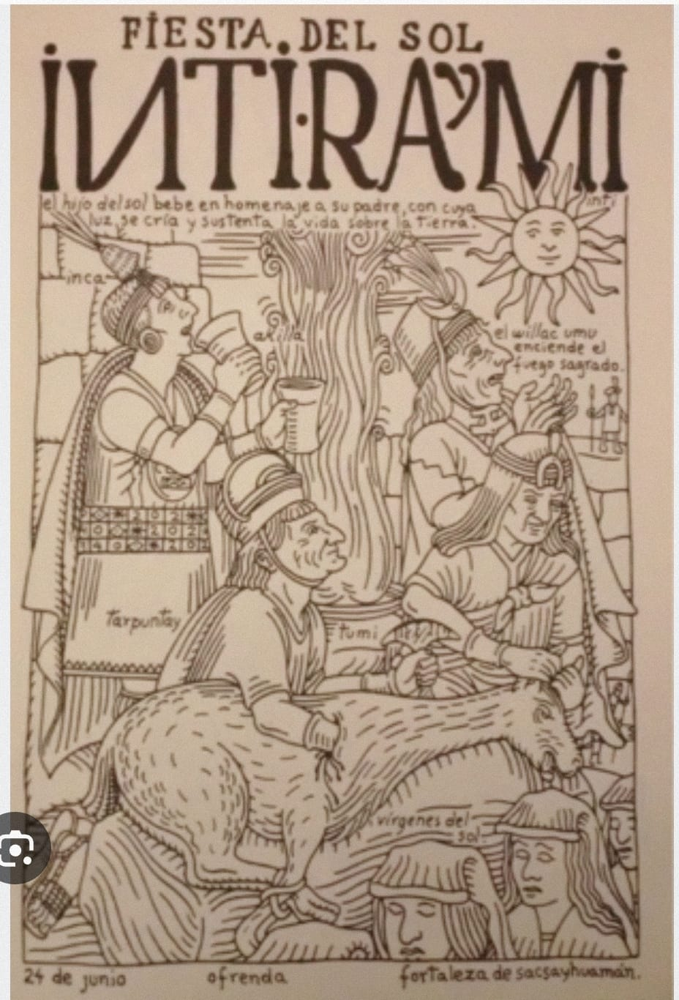 FIESTA DEL SOL
INTI·RAYMI
el hijo del sol bebe en homenaje a su padre, con cuya
luz, se cría y sustenta la vida sobre la tierra.
inti
inca
akilla
el willac umu
enciende el
fuego sagrado.
tarpuntay
tumi
vírgenes del
sol
24 de junio ofrenda fortaleza de sacsayhuamán.